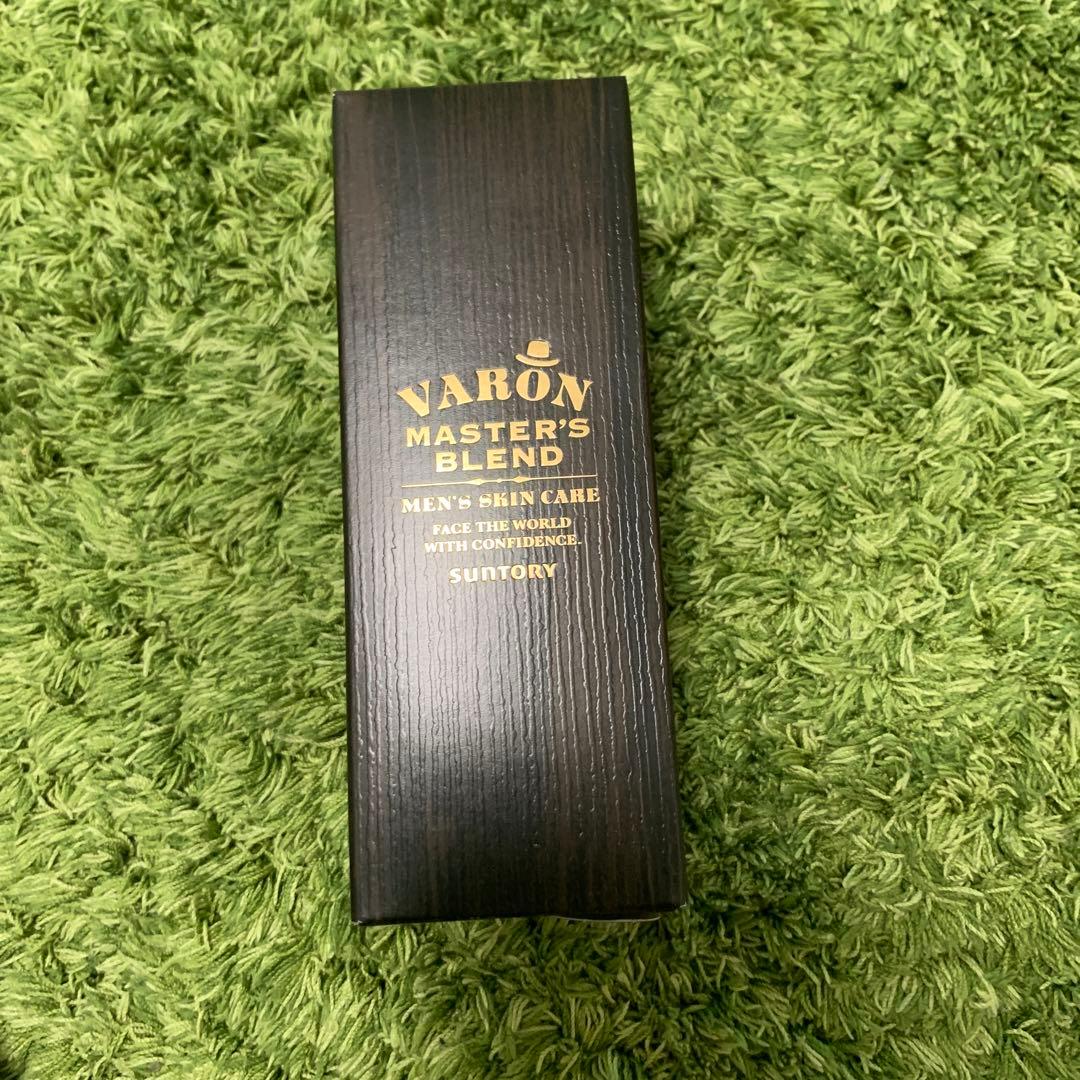 VARON
MASTER'S
BLEND
MEN'S SKIN CARE
FACE THE WORLD
WITH CONFIDENCE.
SUNTORY